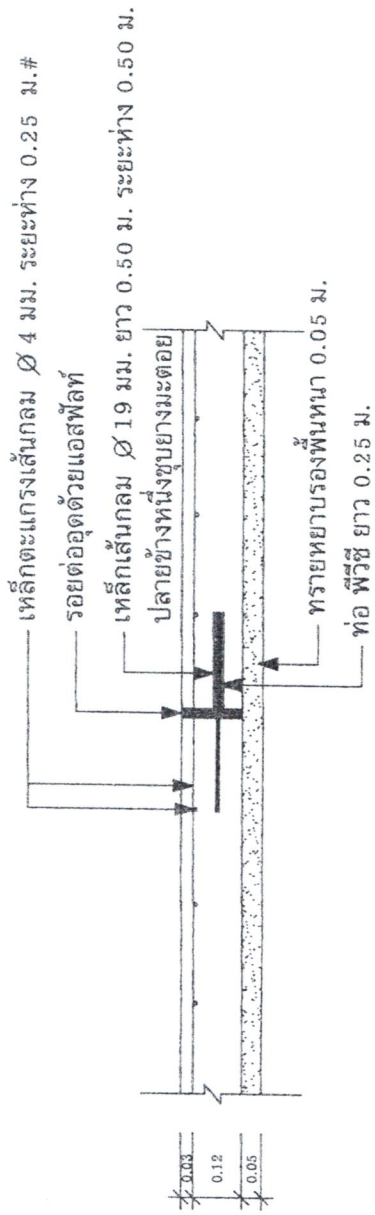 เหล็กตะแกรงเส้นกลม Ø 4 มม. ระยะห่าง 0.25 ม.#
รอยต่ออุดด้วยแอสฟัลท์
เหล็กเส้นกลม Ø 19 มม. ยาว 0.50 ม. ระยะห่าง 0.50 ม.
ปลายข้างหนึ่งชุบยางมะตอย
ทรายหยาบรองพื้นหนา 0.05 ม.
ท่อ พีวีซี ยาว 0.25 ม.
0.03
0.12
0.05